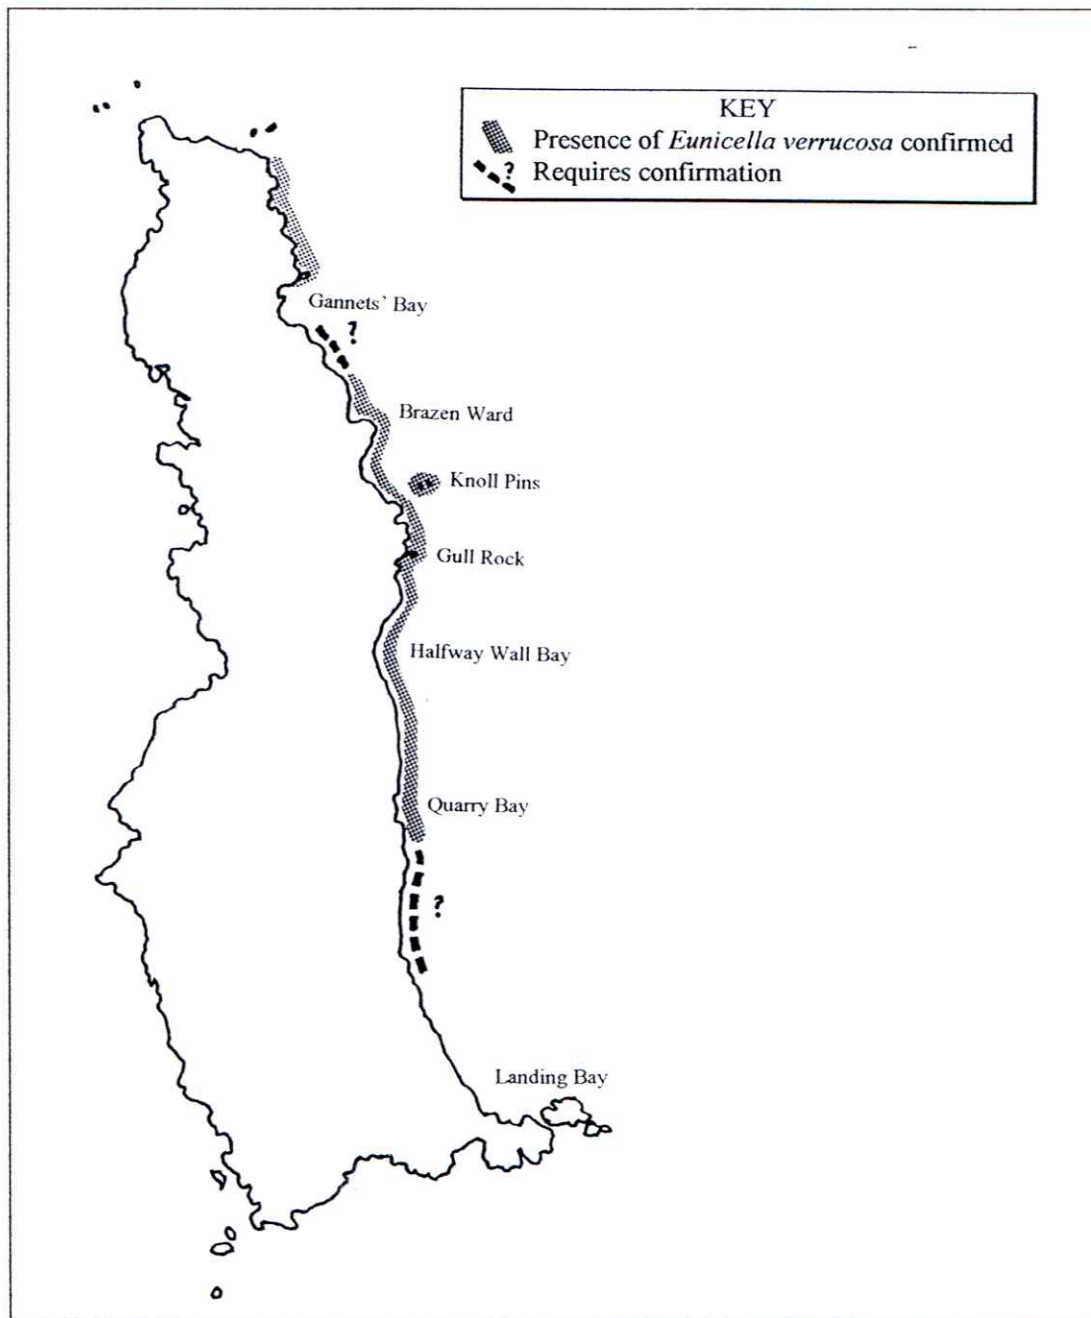 KEY
Presence of Eunicella verrucosa confirmed
? Requires confirmation
Gannets' Bay
?
Brazen Ward
Knoll Pins
Gull Rock
Halfway Wall Bay
Quarry Bay
?
Landing Bay